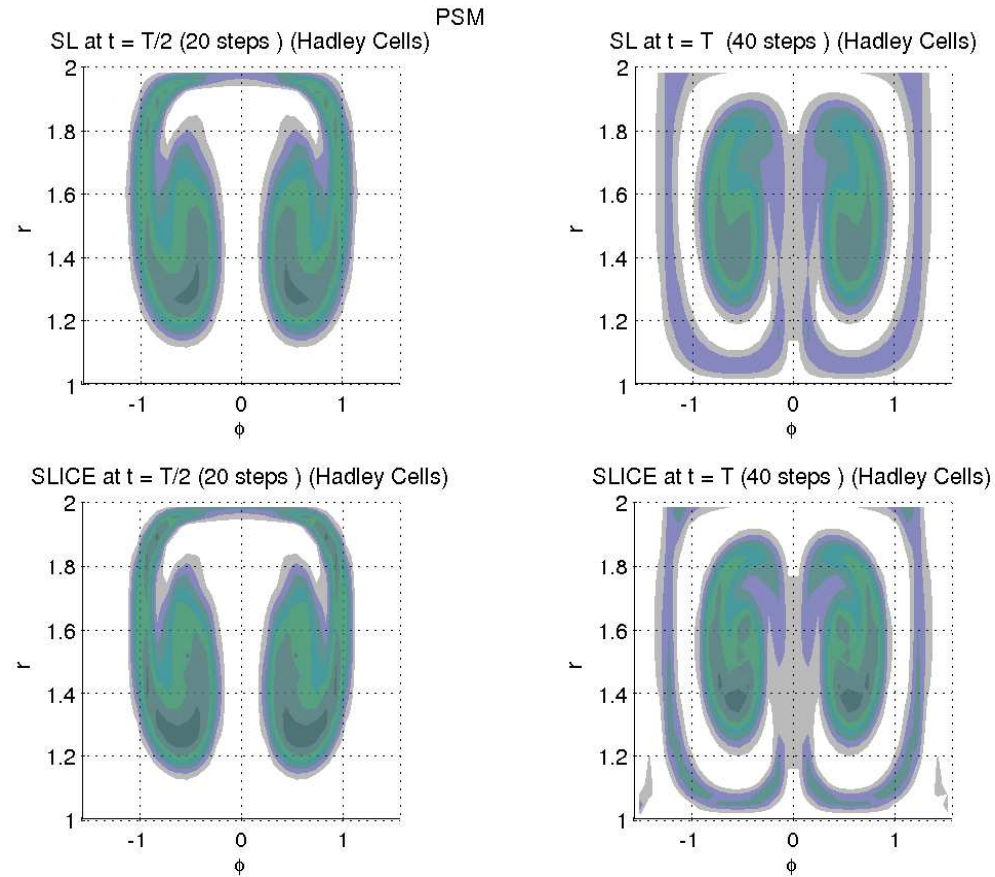 PSM
SL at t = T/2 (20 steps ) (Hadley Cells)
2
1.8
1.6
1.4
1.2
1
r
-1 0 1
ϕ
SL at t = T (40 steps ) (Hadley Cells)
2
1.8
1.6
1.4
1.2
1
r
-1 0 1
ϕ
SLICE at t = T/2 (20 steps ) (Hadley Cells)
2
1.8
1.6
1.4
1.2
1
r
-1 0 1
ϕ
SLICE at t = T (40 steps ) (Hadley Cells)
2
1.8
1.6
1.4
1.2
1
r
-1 0 1
ϕ